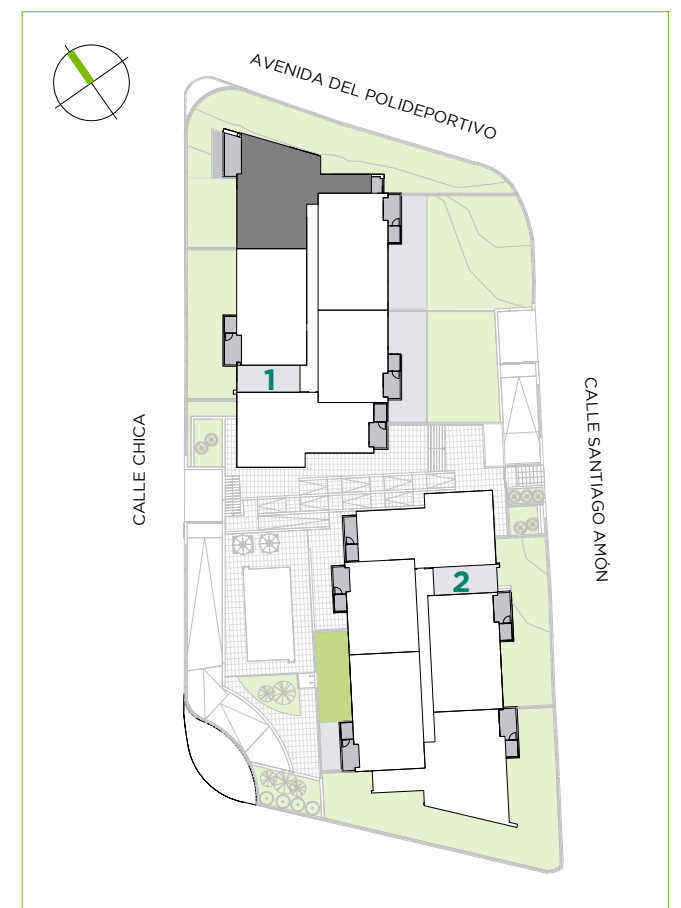 AVENIDA DEL POLIDEPORTIVO
1
CALLE CHICA
CALLE SANTIAGO AMÓN
2